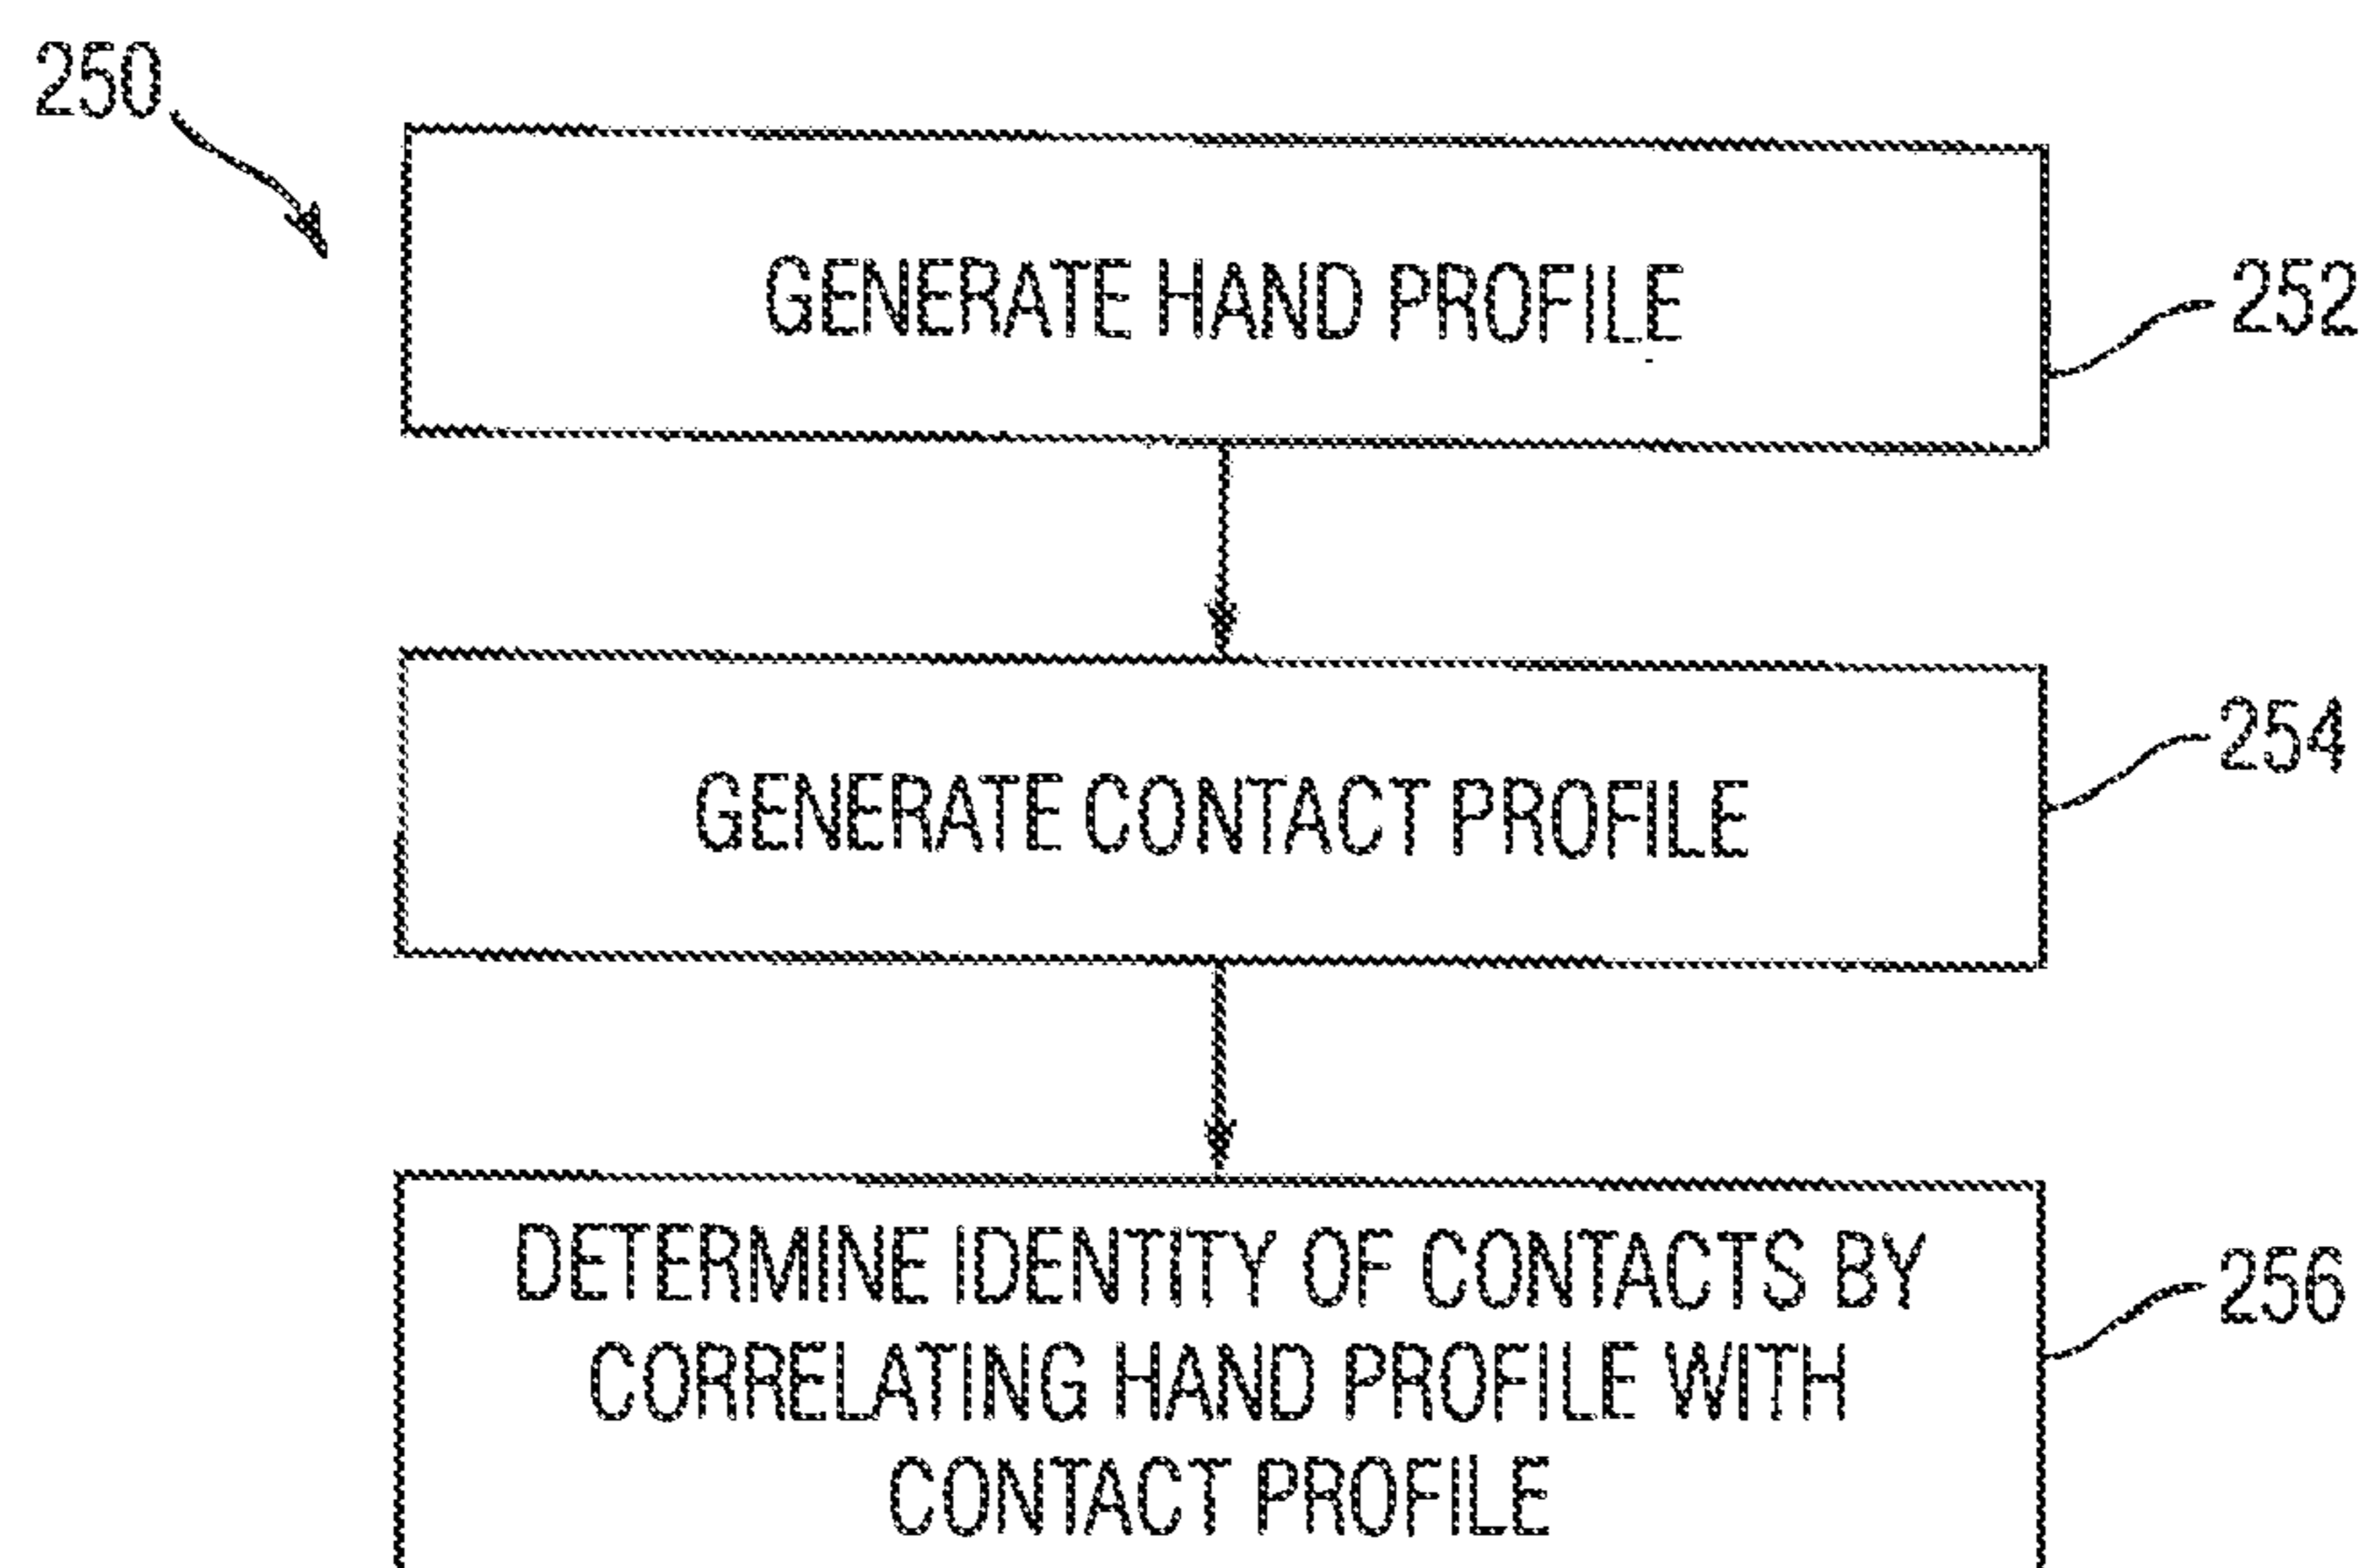 250
GENERATE HAND PROFILE
252
GENERATE CONTACT PROFILE
254
DETERMINE IDENTITY OF CONTACTS BY
CORRELATING HAND PROFILE WITH
CONTACT PROFILE
256